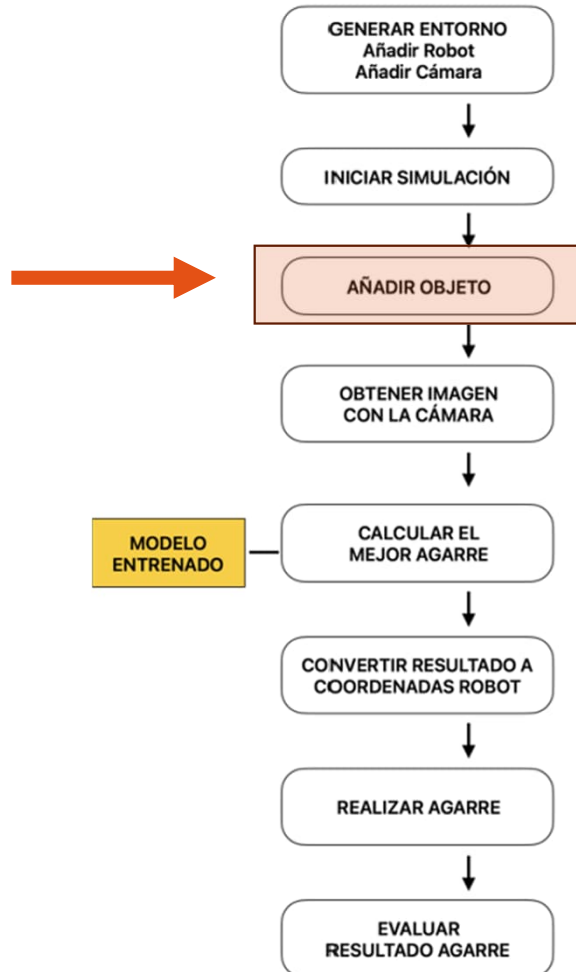 GENERAR ENTORNO
Añadir Robot
Añadir Cámara
INICIAR SIMULACIÓN
AÑADIR OBJETO
OBTENER IMAGEN
CON LA CÁMARA
MODELO
ENTRENADO
CALCULAR EL
MEJOR AGARRE
CONVERTIR RESULTADO A
COORDENADAS ROBOT
REALIZAR AGARRE
EVALUAR
RESULTADO AGARRE